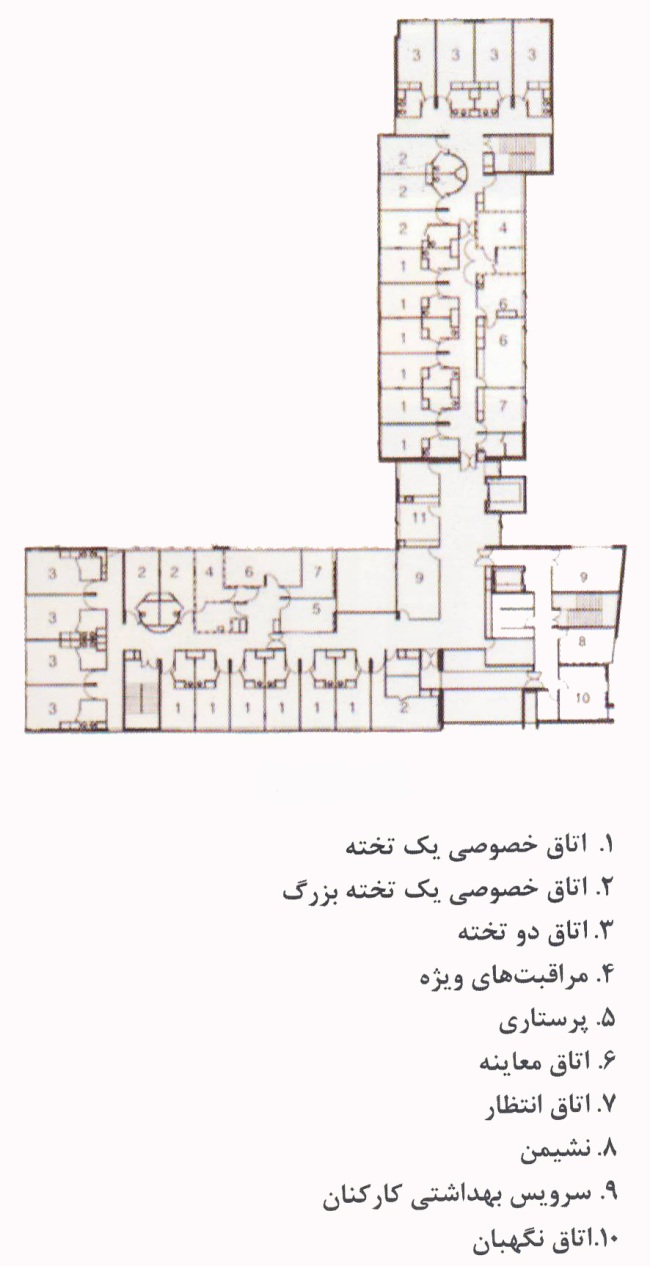 3 3 3 3
2
2
2 4
1
1 6
1 6
1
1 7
1
11
3 2 2 4 6 7 9 9
3 5
8
3
10
3 1 1 1 1 1 1 2
۱. اتاق خصوصی یک تخته
۲. اتاق خصوصی یک تخته بزرگ
۳. اتاق دو تخته
۴. مراقبت‌های ویژه
۵. پرستاری
۶. اتاق معاینه
۷. اتاق انتظار
۸. نشیمن
۹. سرویس بهداشتی کارکنان
۱۰.اتاق نگهبان